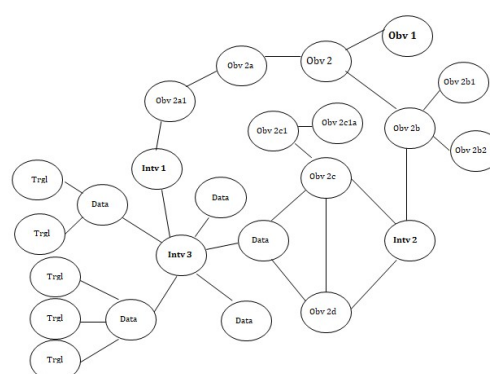 Obv 1
Obv 2
Obv 2a
Obv 2b1
Obv 2a1
Obv 2c1a
Obv 2c1
Obv 2b
Obv 2b2
Intv 1
Trgl
Obv 2c
Data
Data
Trgl
Data
Intv 2
Intv 3
Trgl
Obv 2d
Trgl
Data
Data
Trgl